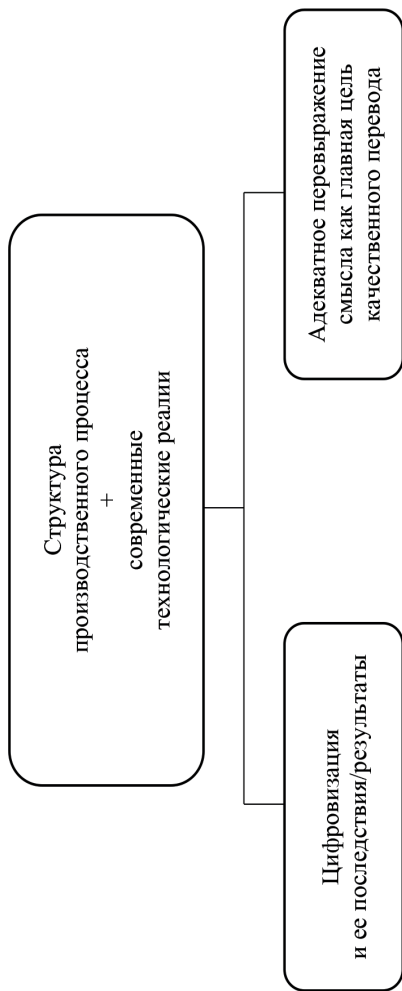 Структура
производственного процесса
+
современные
технологические реалии
Цифровизация
и ее последствия/результаты
Адекватное перевыражение
смысла как главная цель
качественного перевода